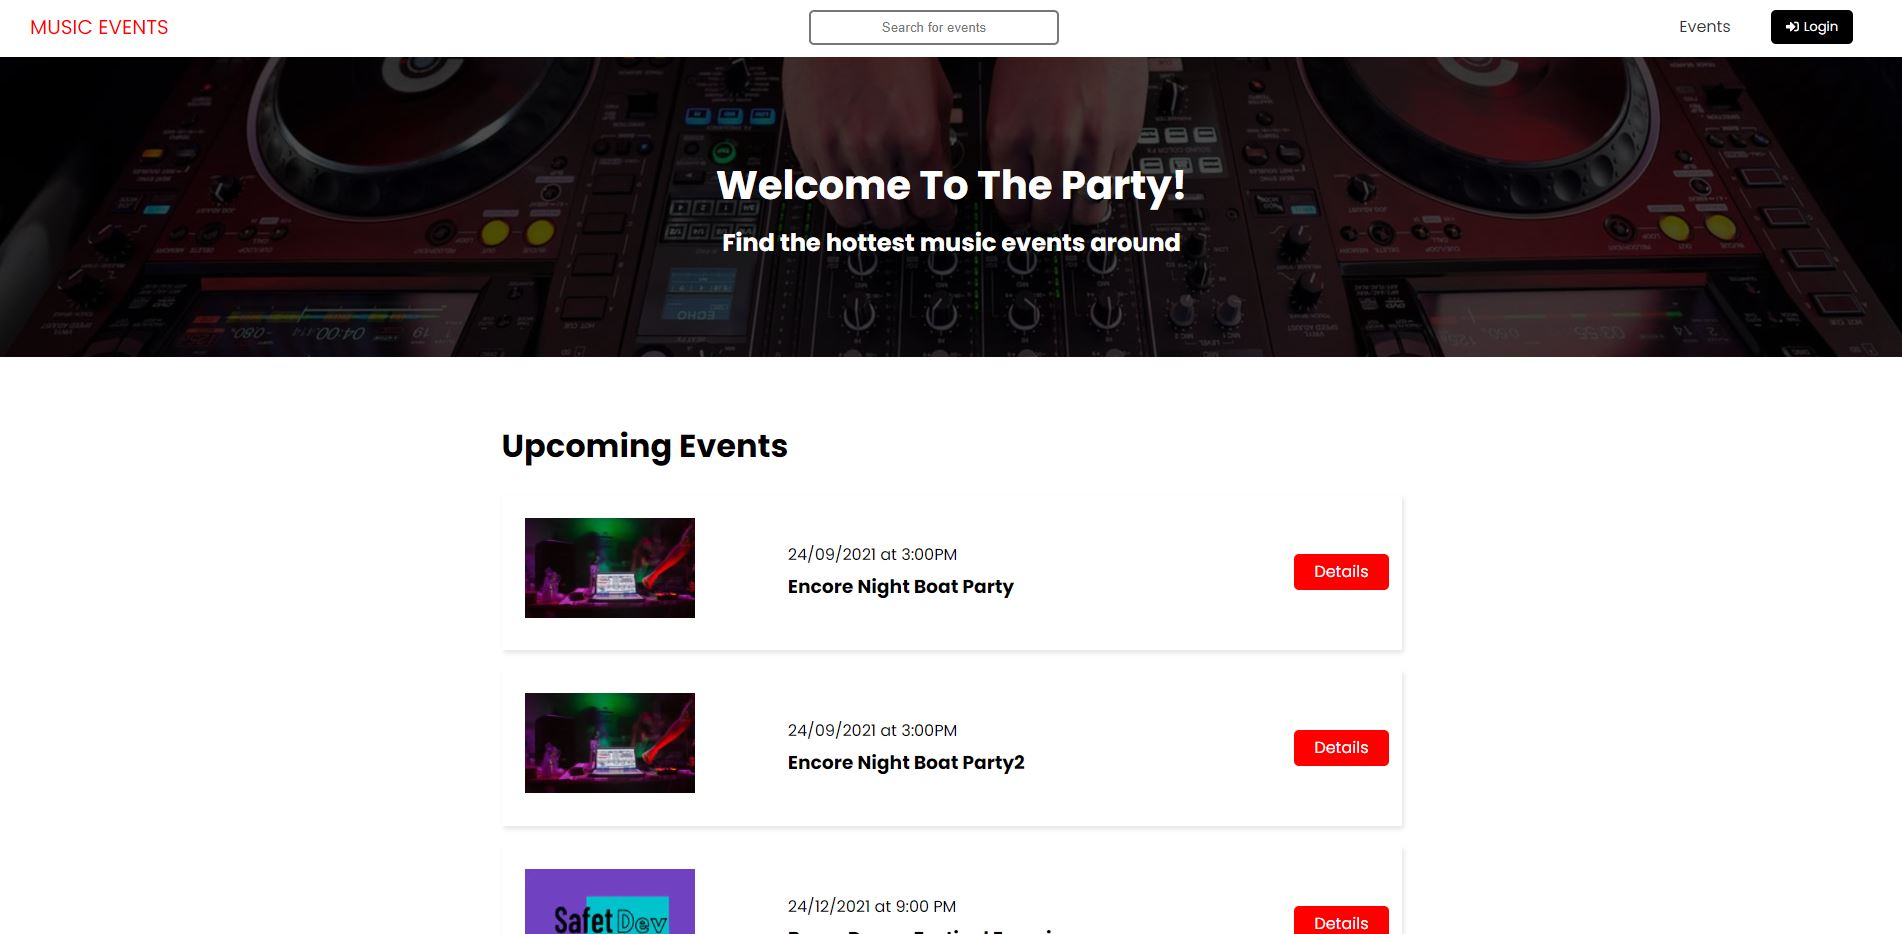 MUSIC EVENTS
Search for events
Events
Login
Welcome To The Party!
Find the hottest music events around
ECHO
Upcoming Events
24/09/2021 at 3:00PM
Encore Night Boat Party
Details
24/09/2021 at 3:00PM
Encore Night Boat Party2
Details
SafetDev
24/12/2021 at 9:00 PM
Details